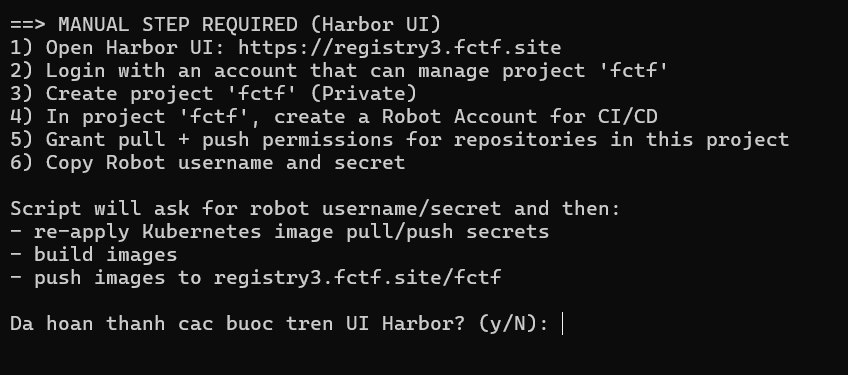 ==> MANUAL STEP REQUIRED (Harbor UI)
1) Open Harbor UI: https://registry3.fctf.site
2) Login with an account that can manage project 'fctf'
3) Create project 'fctf' (Private)
4) In project 'fctf', create a Robot Account for CI/CD
5) Grant pull + push permissions for repositories in this project
6) Copy Robot username and secret
Script will ask for robot username/secret and then:
- re-apply Kubernetes image pull/push secrets
- build images
- push images to registry3.fctf.site/fctf
Da hoan thanh cac buoc tren UI Harbor? (y/N):